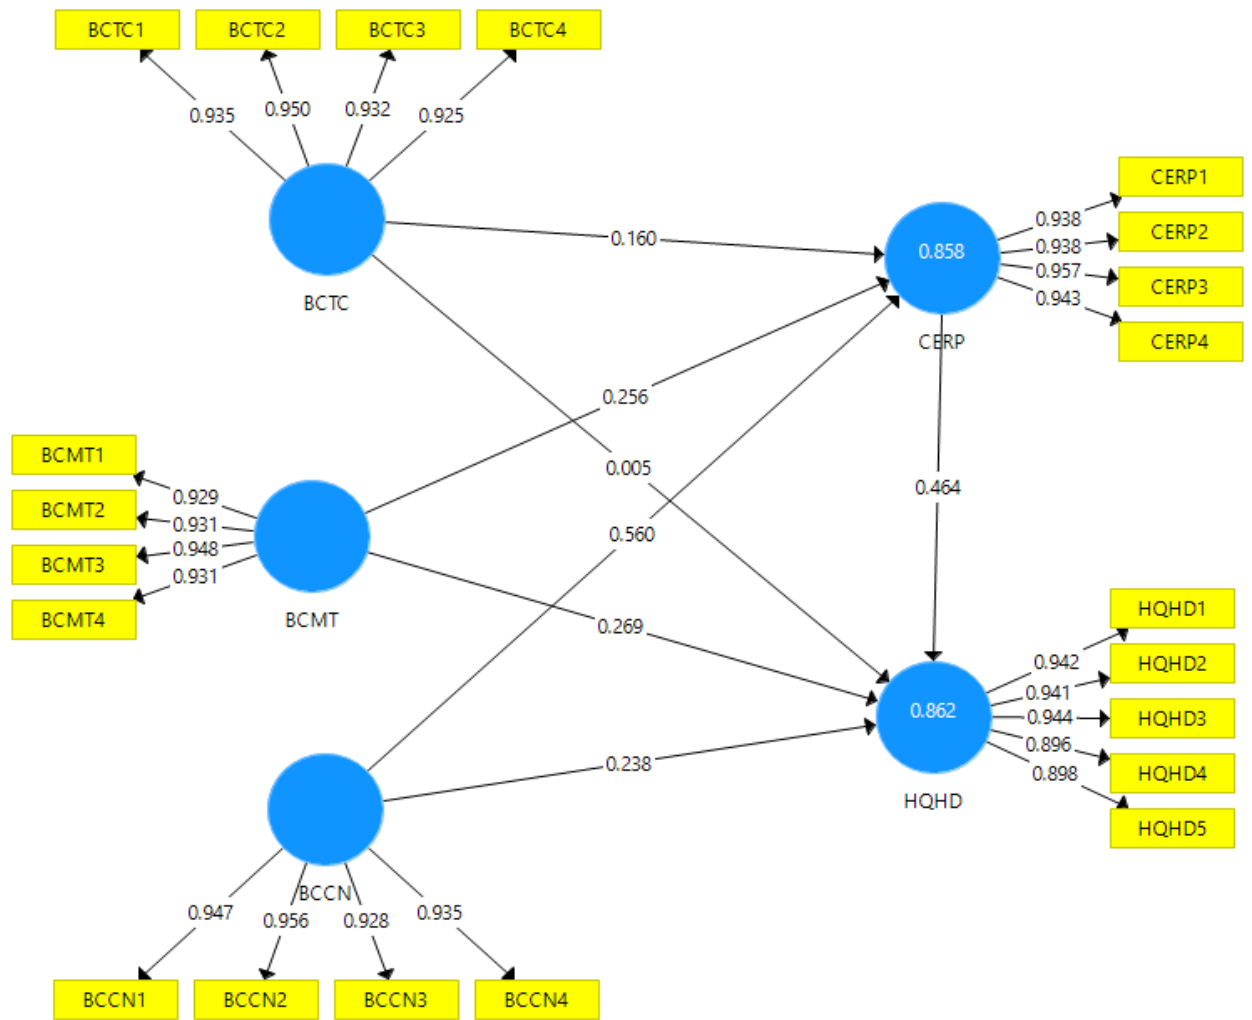 BCTC1 BCTC2 BCTC3 BCTC4
0.935 0.950 0.932 0.925
BCTC
0.160
0.858
CERP
CERP1
CERP2
CERP3
CERP4
0.938
0.938
0.957
0.943
0.256
0.005
0.560
0.464
BCMT1
BCMT2
BCMT3
BCMT4
0.929
0.931
0.948
0.931
BCMT
0.269
0.238
0.862
HQHD
HQHD1
HQHD2
HQHD3
HQHD4
HQHD5
0.942
0.941
0.944
0.896
0.898
BCCN
0.947 0.956 0.928 0.935
BCCN1 BCCN2 BCCN3 BCCN4